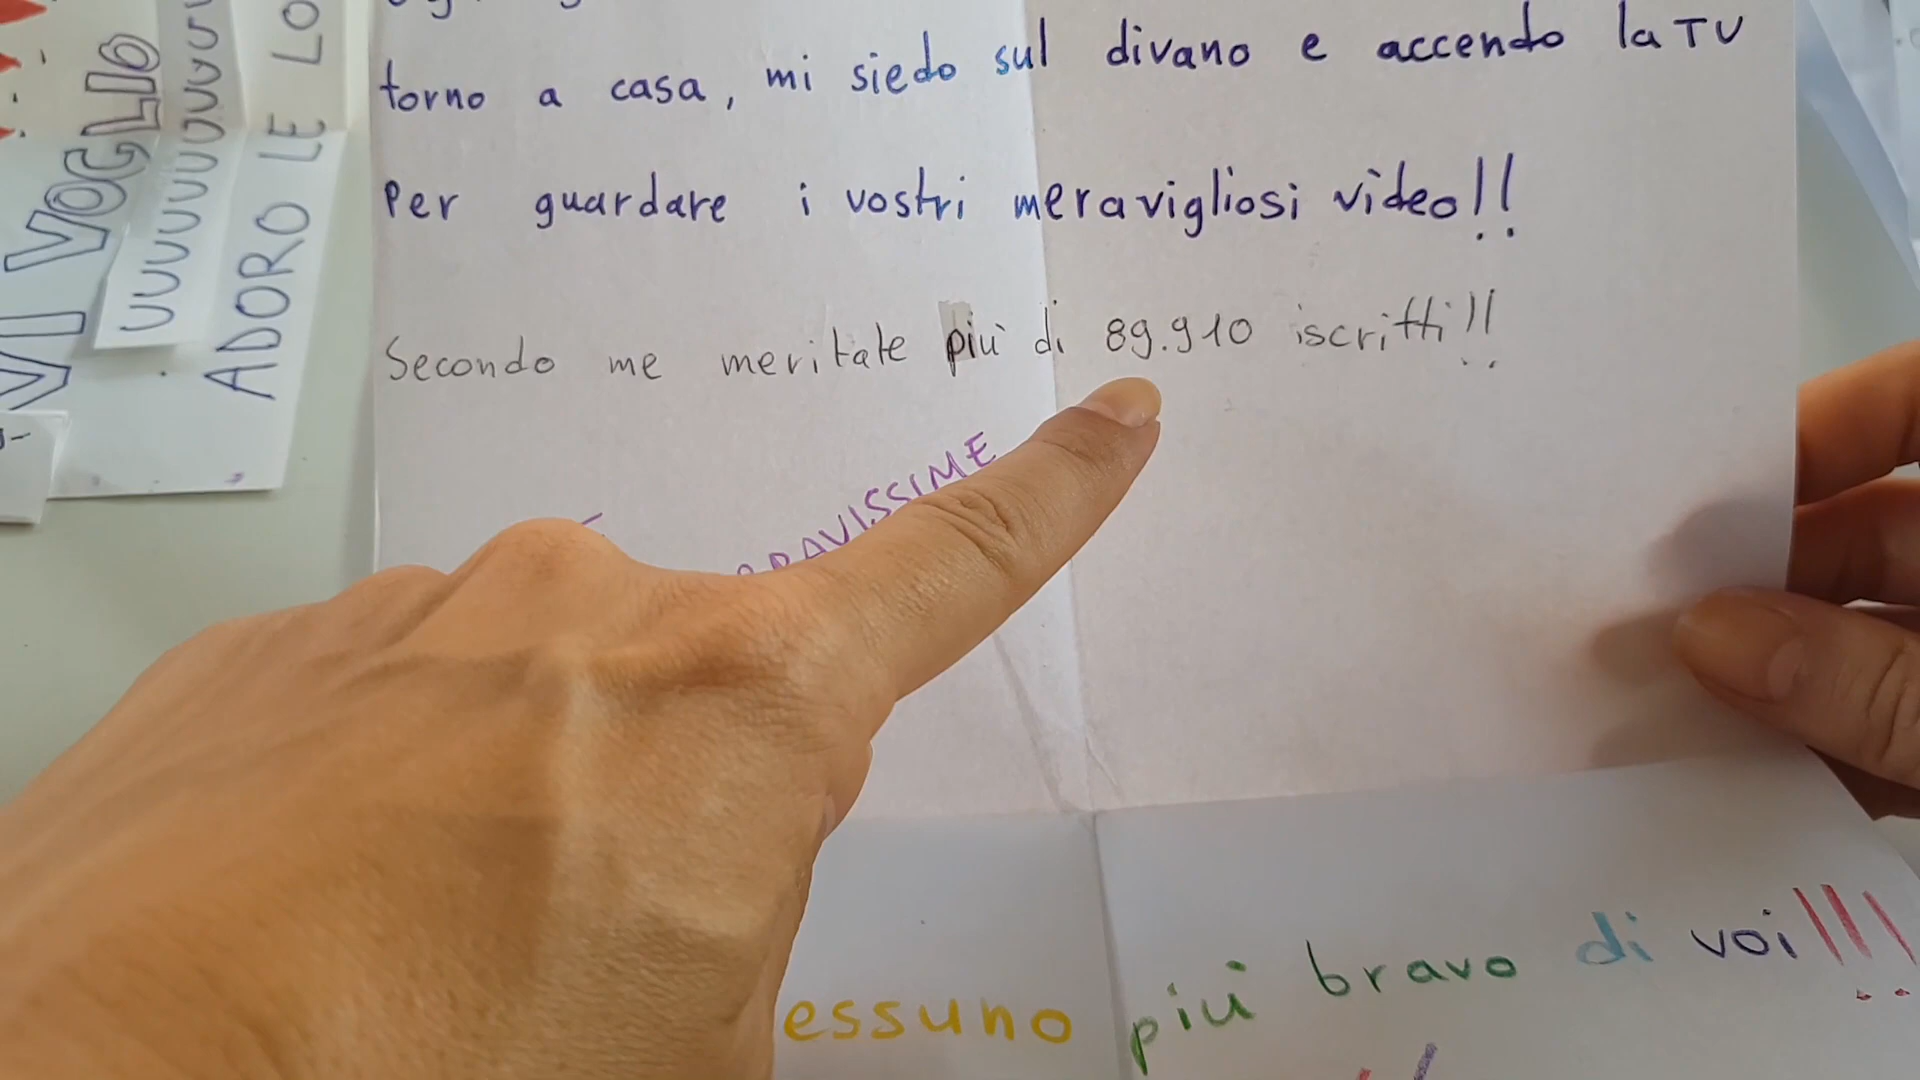 torno a casa, mi siedo sul divano e accendo la TV
Per guardare i vostri meravigliosi video!!
Secondo me meritate più di 89.910 iscritti!!
BRAVISSIME
essuno più bravo di voi!!!
VI VOGLIO
UUUUUUUUUUU
ADORO LE LO